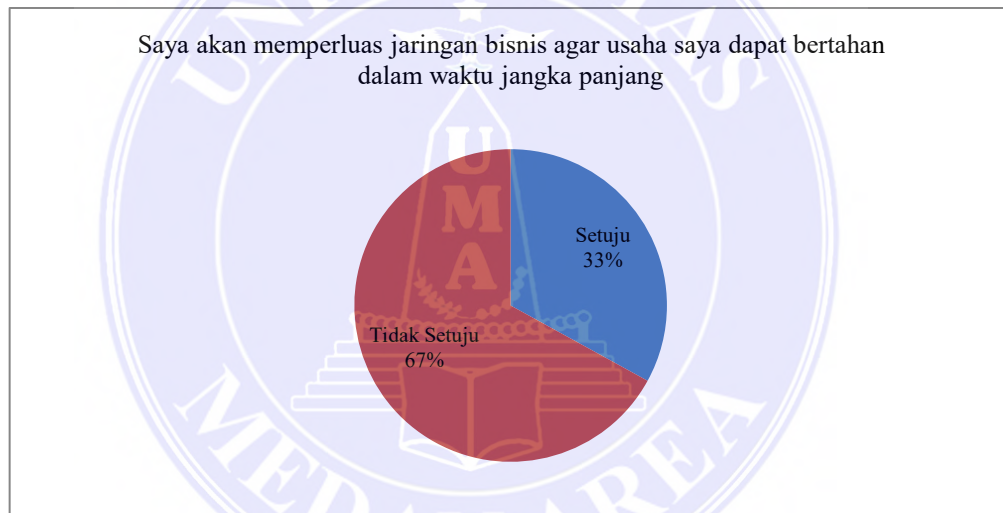 Saya akan memperluas jaringan bisnis agar usaha saya dapat bertahan
dalam waktu jangka panjang
Setuju
33%
Tidak Setuju
67%
UMA